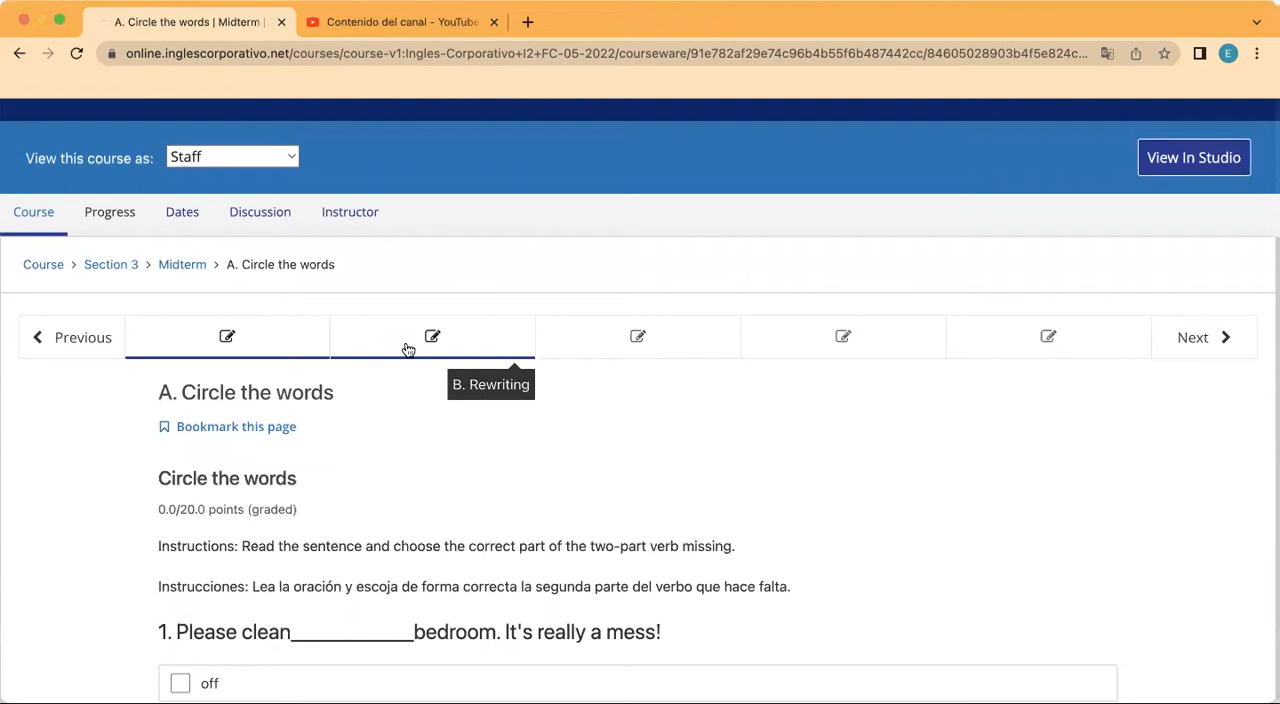 A. Circle the words | Midterm |
Contenido del canal - YouTube
online.inglescorporativo.net/courses/course-v1:Ingles-Corporativo+I2+FC-05-2022/courseware/91e782af29e74c96b4b55f6b487442cc/84605028903b4f5e824c...
E
View this course as:
Staff
View In Studio
Course
Progress
Dates
Discussion
Instructor
Course > Section 3 > Midterm > A. Circle the words
Previous
Next
B. Rewriting
A. Circle the words
Bookmark this page
Circle the words
0.0/20.0 points (graded)
Instructions: Read the sentence and choose the correct part of the two-part verb missing.
Instrucciones: Lea la oración y escoja de forma correcta la segunda parte del verbo que hace falta.
1. Please clean____________bedroom. It's really a mess!
off